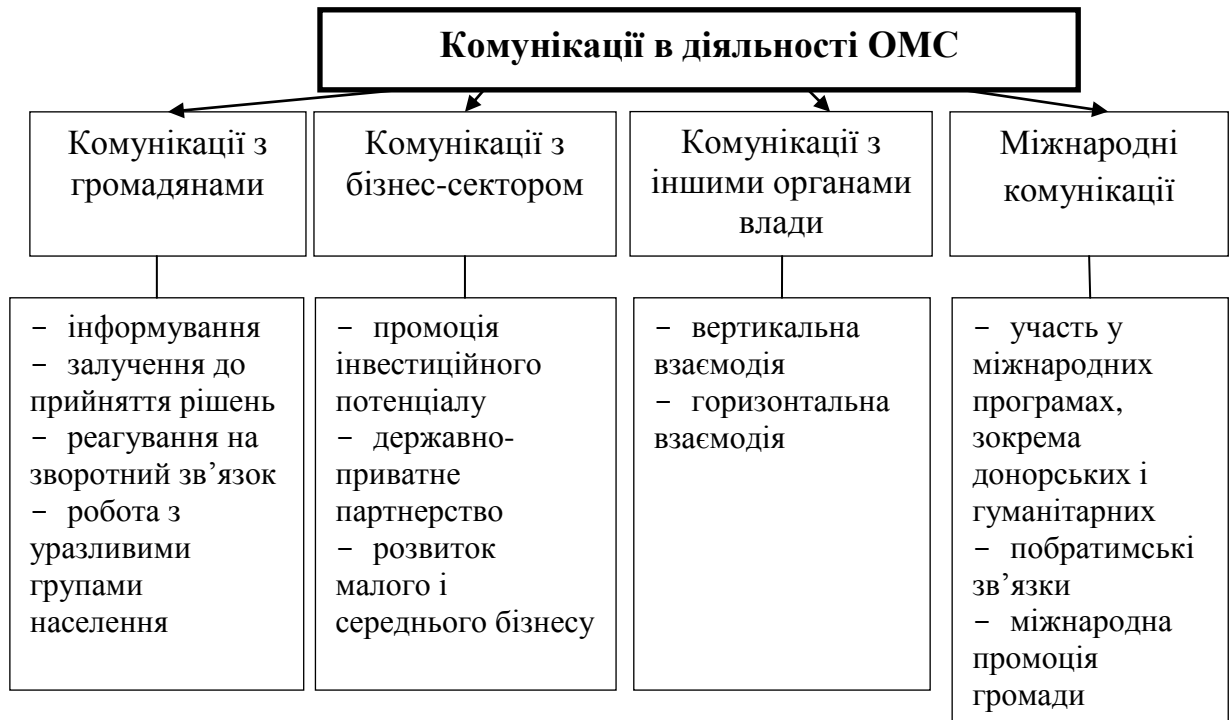 Комунікації в діяльності ОМС
Комунікації з
громадянами
Комунікації з
бізнес-сектором
Комунікації з
іншими органами
влади
Міжнародні
комунікації
− інформування
− залучення до
прийняття рішень
− реагування на
зворотний зв’язок
− робота з
уразливими
групами
населення
− промоція
інвестиційного
потенціалу
− державно-
приватне
партнерство
− розвиток
малого і
середнього бізнесу
− вертикальна
взаємодія
− горизонтальна
взаємодія
− участь у
міжнародних
програмах,
зокрема
донорських і
гуманітарних
− побратимські
зв’язки
− міжнародна
промоція
громади